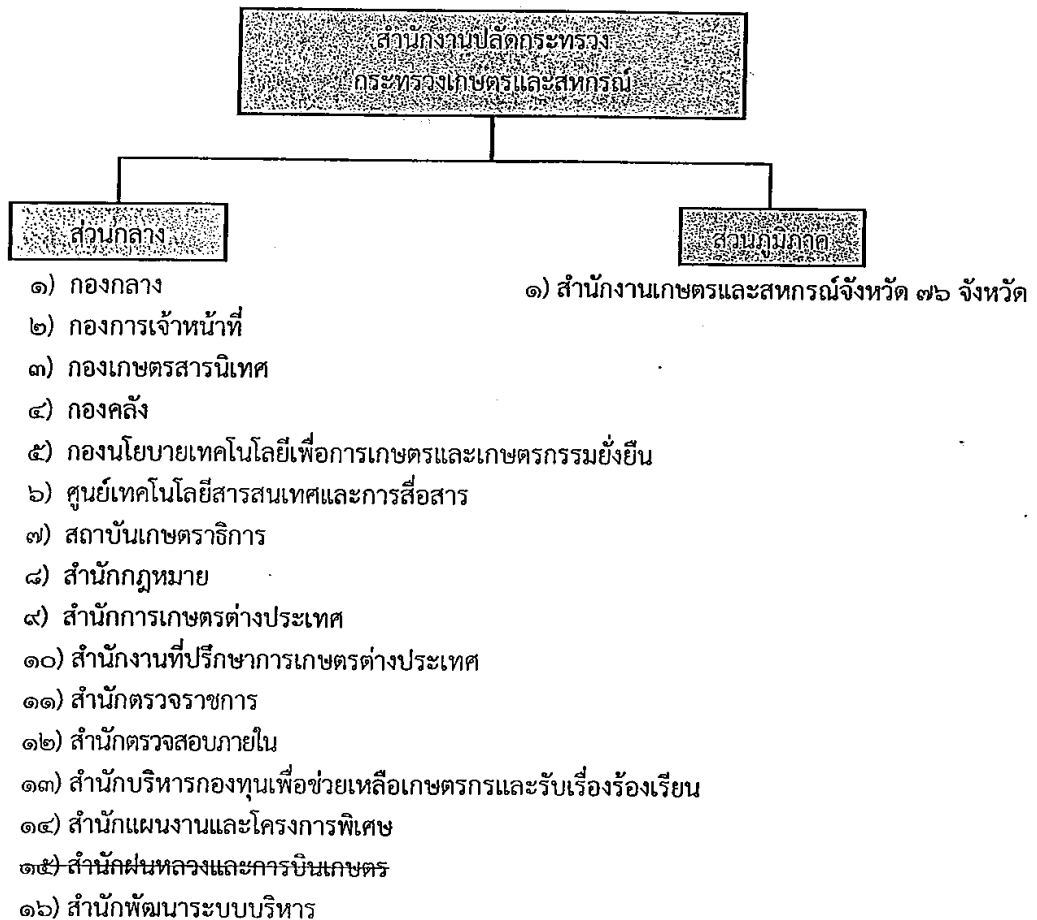 สำนักงานปลัดกระทรวง
กระทรวงเกษตรและสหกรณ์
ส่วนกลาง
ส่วนภูมิภาค
๑) กองกลาง
๑) สำนักงานเกษตรและสหกรณ์จังหวัด ๗๖ จังหวัด
๒) กองการเจ้าหน้าที่
๓) กองเกษตรสารนิเทศ
๔) กองคลัง
๕) กองนโยบายเทคโนโลยีเพื่อการเกษตรและเกษตรกรรมยั่งยืน
๖) ศูนย์เทคโนโลยีสารสนเทศและการสื่อสาร
๗) สถาบันเกษตราธิการ
๘) สำนักกฎหมาย
๙) สำนักการเกษตรต่างประเทศ
๑๐) สำนักงานที่ปรึกษาการเกษตรต่างประเทศ
๑๑) สำนักตรวจราชการ
๑๒) สำนักตรวจสอบภายใน
๑๓) สำนักบริหารกองทุนเพื่อช่วยเหลือเกษตรกรและรับเรื่องร้องเรียน
๑๔) สำนักแผนงานและโครงการพิเศษ
๑๕) สำนักฝนหลวงและการบินเกษตร
๑๖) สำนักพัฒนาระบบบริหาร